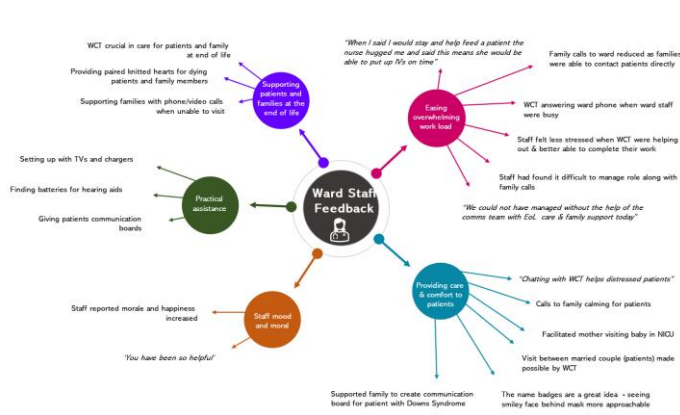 WCT crucial in care for patients and family
at end of life
Providing paired knitted hearts for dying
patients and family members
Supporting families with phone/video calls
when unable to visit
Supporting
patients and
families at the
end of life
"When I said I would stay and help feed a patient the
nurse hugged me and said this means she would be
able to put up IVs on time"
Easing
overwhelming
work load
Family calls to ward reduced as families
were able to contact patients directly
WCT answering ward phone when ward staff
were busy
Staff felt less stressed when WCT were helping
out & better able to complete their work
Staff had found it difficult to manage role along with
family calls
"We could not have managed without the help of the
comms team with EoL care & family support today"
Setting up with TVs and chargers
Finding batteries for hearing aids
Giving patients communication
boards
Practical
assistance
Ward Staff
Feedback
Staff reported morale and happiness
increased
'You have been so helpful'
Staff mood
and moral
Providing care
& comfort to
patients
"Chatting with WCT helps distressed patients"
Calls to family calming for patients
Facilitated mother visiting baby in NICU
Visit between married couple (patients) made
possible by WCT
The name badges are a great idea - seeing
smiley face behind mask more approachable
Supported family to create communication
board for patient with Downs Syndrome